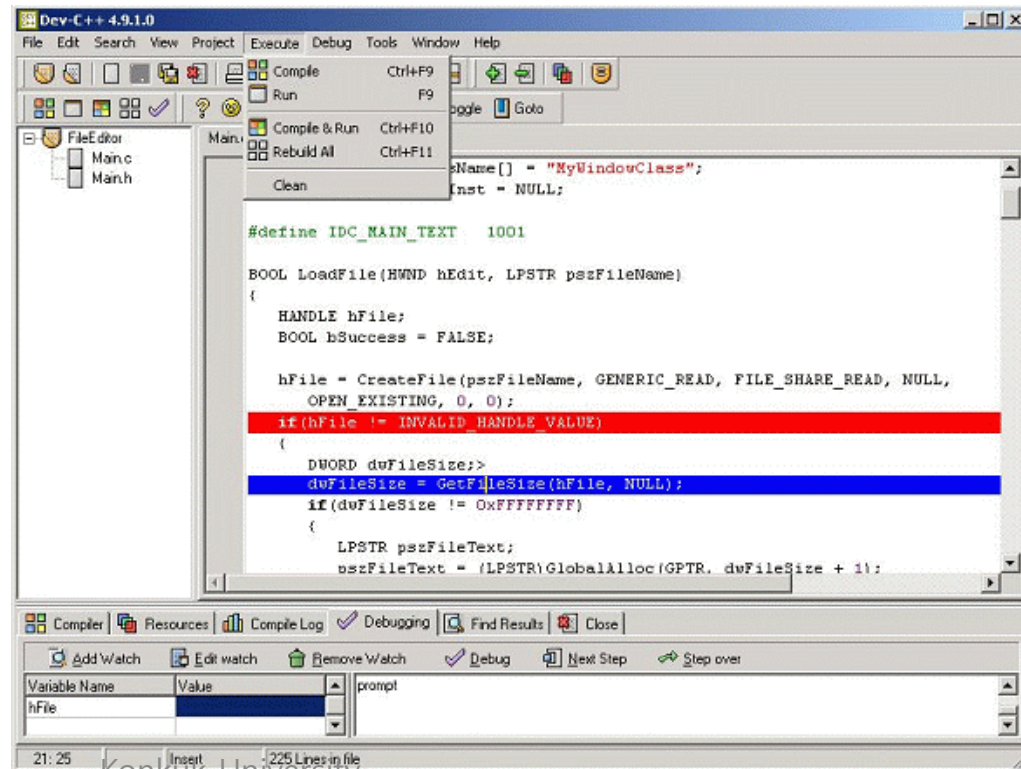 Dev-C++ 4.9.1.0
File Edit Search View Project Execute Debug Tools Window Help
Compile Ctrl+F9
Run F9
Compile & Run Ctrl+F10
Rebuild All Ctrl+F11
Clean
oggle Goto
FileEditor
Main.c
Main.h
Main.
sName[] = "MyWindowClass";
Inst = NULL;
#define IDC_MAIN_TEXT 1001
BOOL LoadFile(HWND hEdit, LPSTR pszFileName)
{
HANDLE hFile;
BOOL bSuccess = FALSE;
hFile = CreateFile(pszFileName, GENERIC_READ, FILE_SHARE_READ, NULL,
OPEN_EXISTING, 0, 0);
if(hFile != INVALID_HANDLE_VALUE)
{
DWORD dwFileSize;>
dwFileSize = GetFileSize(hFile, NULL);
if(dwFileSize != 0xFFFFFFFF)
{
LPSTR pszFileText;
pszFileText = (LPSTR)GlobalAlloc(GPTR, dwFileSize + 1);
Compiler Resources Compile Log Debugging Find Results Close
Add Watch Edit watch Remove Watch Debug Next Step Step over
Variable Name Value
hFile
prompt
21: 25 Insert 225 Lines in file
Konkuk University